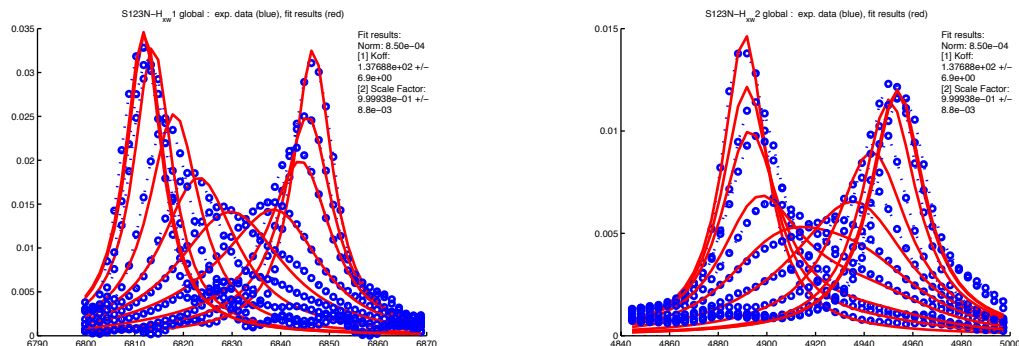 S123N−Hxw1 global : exp. data (blue), fit results (red)
0.035
0.03
0.025
0.02
0.015
0.01
0.005
0
6790
6800
6810
6820
6830
6840
6850
6860
6870
Fit results:
Norm: 8.50e−04
[1] Koff:
1.37688e+02 +/−
6.9e+00
[2] Scale Factor:
9.99938e−01 +/−
8.8e−03
S123N−Hxw2 global : exp. data (blue), fit results (red)
0.015
0.01
0.005
0
4840
4860
4880
4900
4920
4940
4960
4980
5000
Fit results:
Norm: 8.50e−04
[1] Koff:
1.37688e+02 +/−
6.9e+00
[2] Scale Factor:
9.99938e−01 +/−
8.8e−03